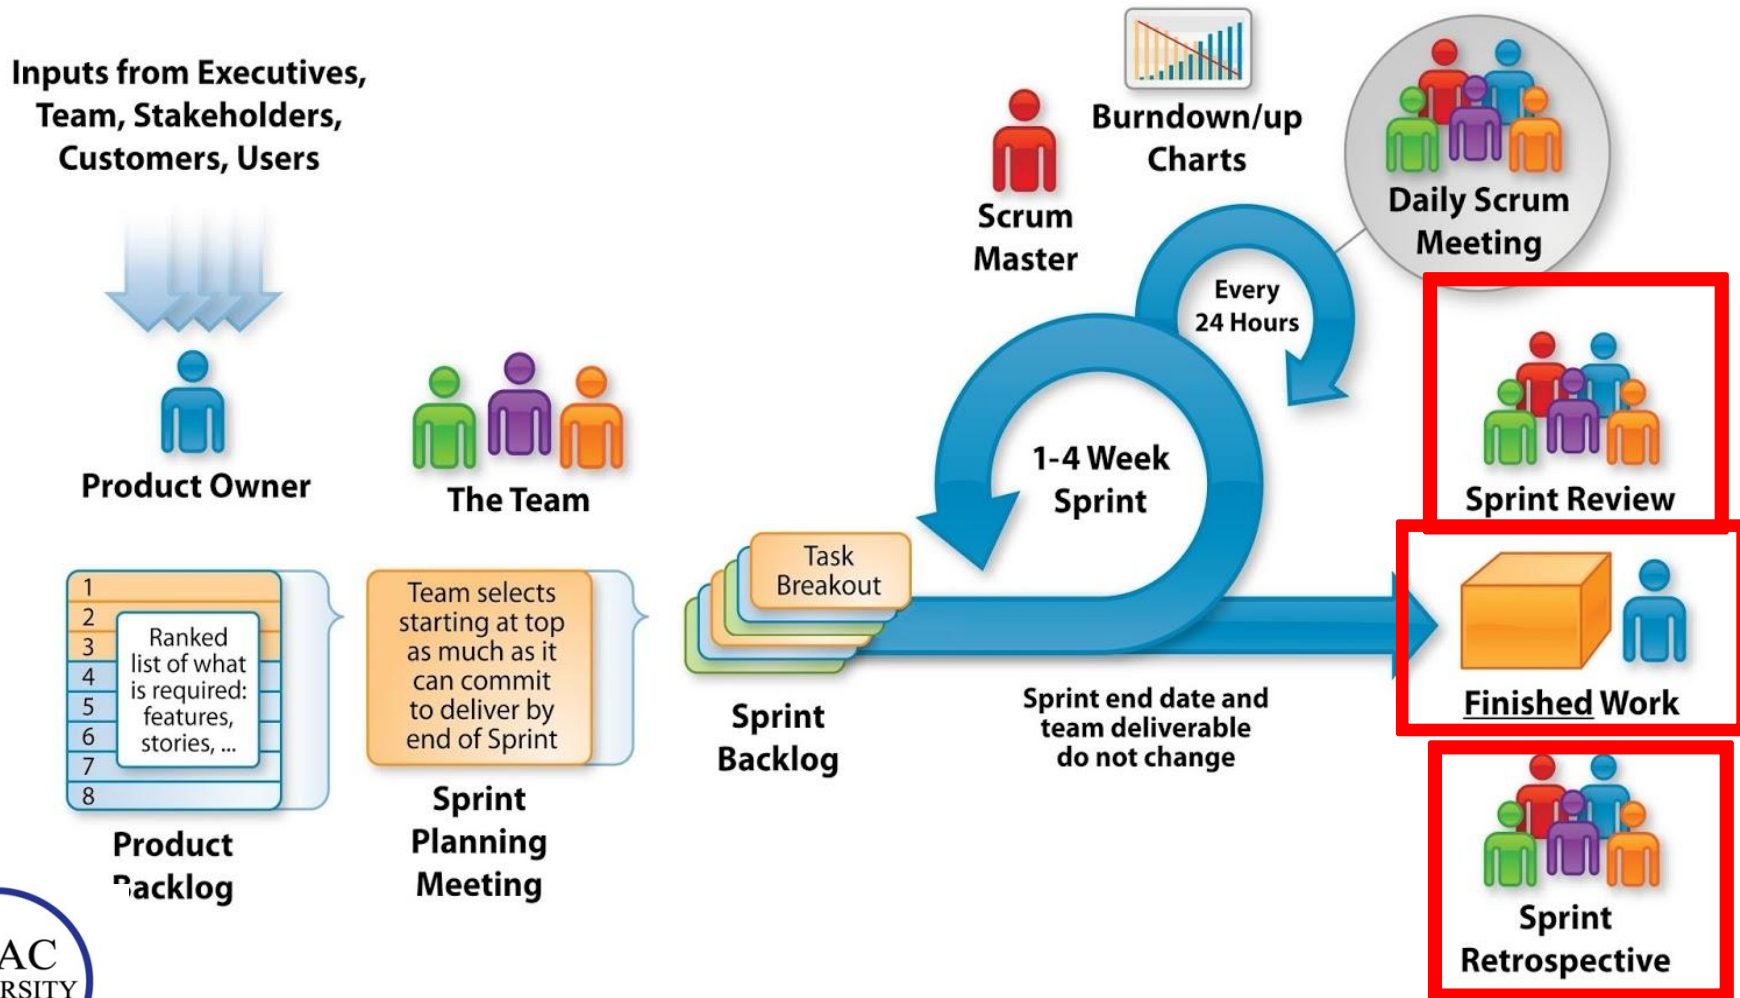 Inputs from Executives,
Team, Stakeholders,
Customers, Users
Product Owner
The Team
1
2
3
4
5
6
7
8
Ranked
list of what
is required:
features,
stories, ...
Product
Backlog
Team selects
starting at top
as much as it
can commit
to deliver by
end of Sprint
Sprint
Planning
Meeting
Task
Breakout
Sprint
Backlog
Scrum
Master
Burndown/up
Charts
1-4 Week
Sprint
Every
24 Hours
Daily Scrum
Meeting
Sprint end date and
team deliverable
do not change
Sprint Review
Finished Work
Sprint
Retrospective
AC
RSITY